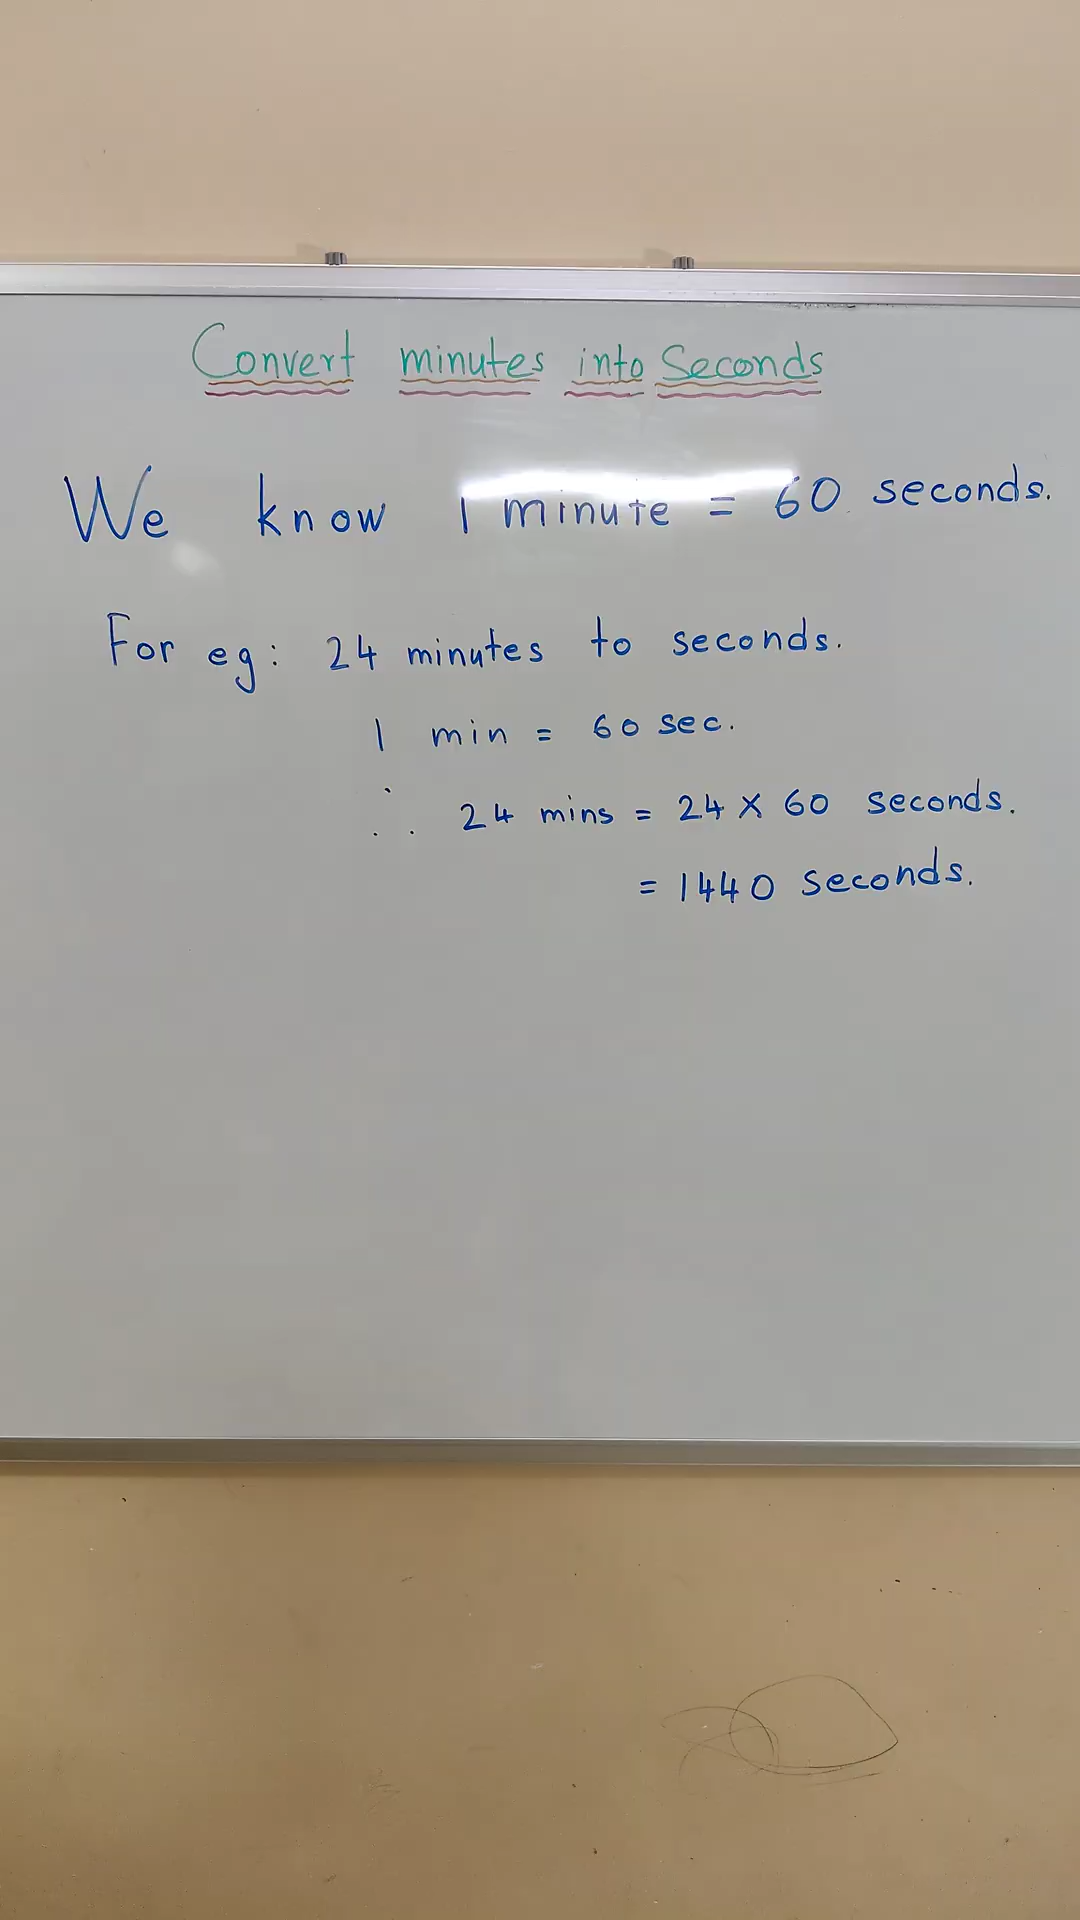 Convert minutes into Seconds
We know 1 minute = 60 seconds.
For eg: 24 minutes to seconds.
1 min = 60 sec.
∴ 24 mins = 24 × 60 seconds.
= 1440 seconds.